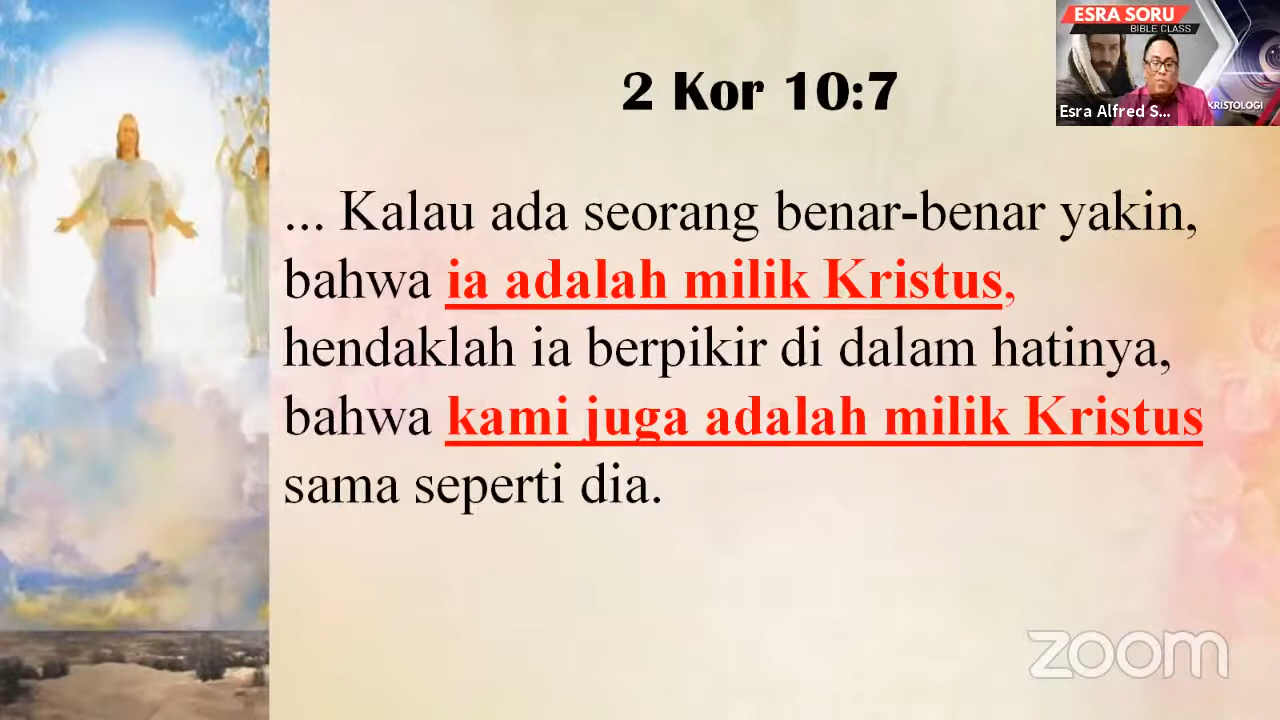 ESRA SORU
BIBLE CLASS
KRISTOLOGI
Esra Alfred S...
2 Kor 10:7
... Kalau ada seorang benar-benar yakin,
bahwa ia adalah milik Kristus,
hendaklah ia berpikir di dalam hatinya,
bahwa kami juga adalah milik Kristus
sama seperti dia.
zoom